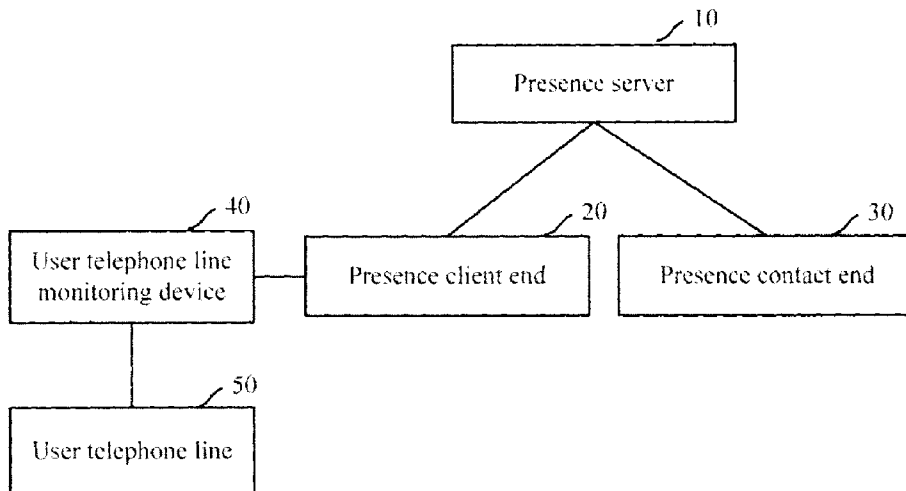 10
Presence server
40
20
30
User telephone line
monitoring device
Presence client end
Presence contact end
50
User telephone line